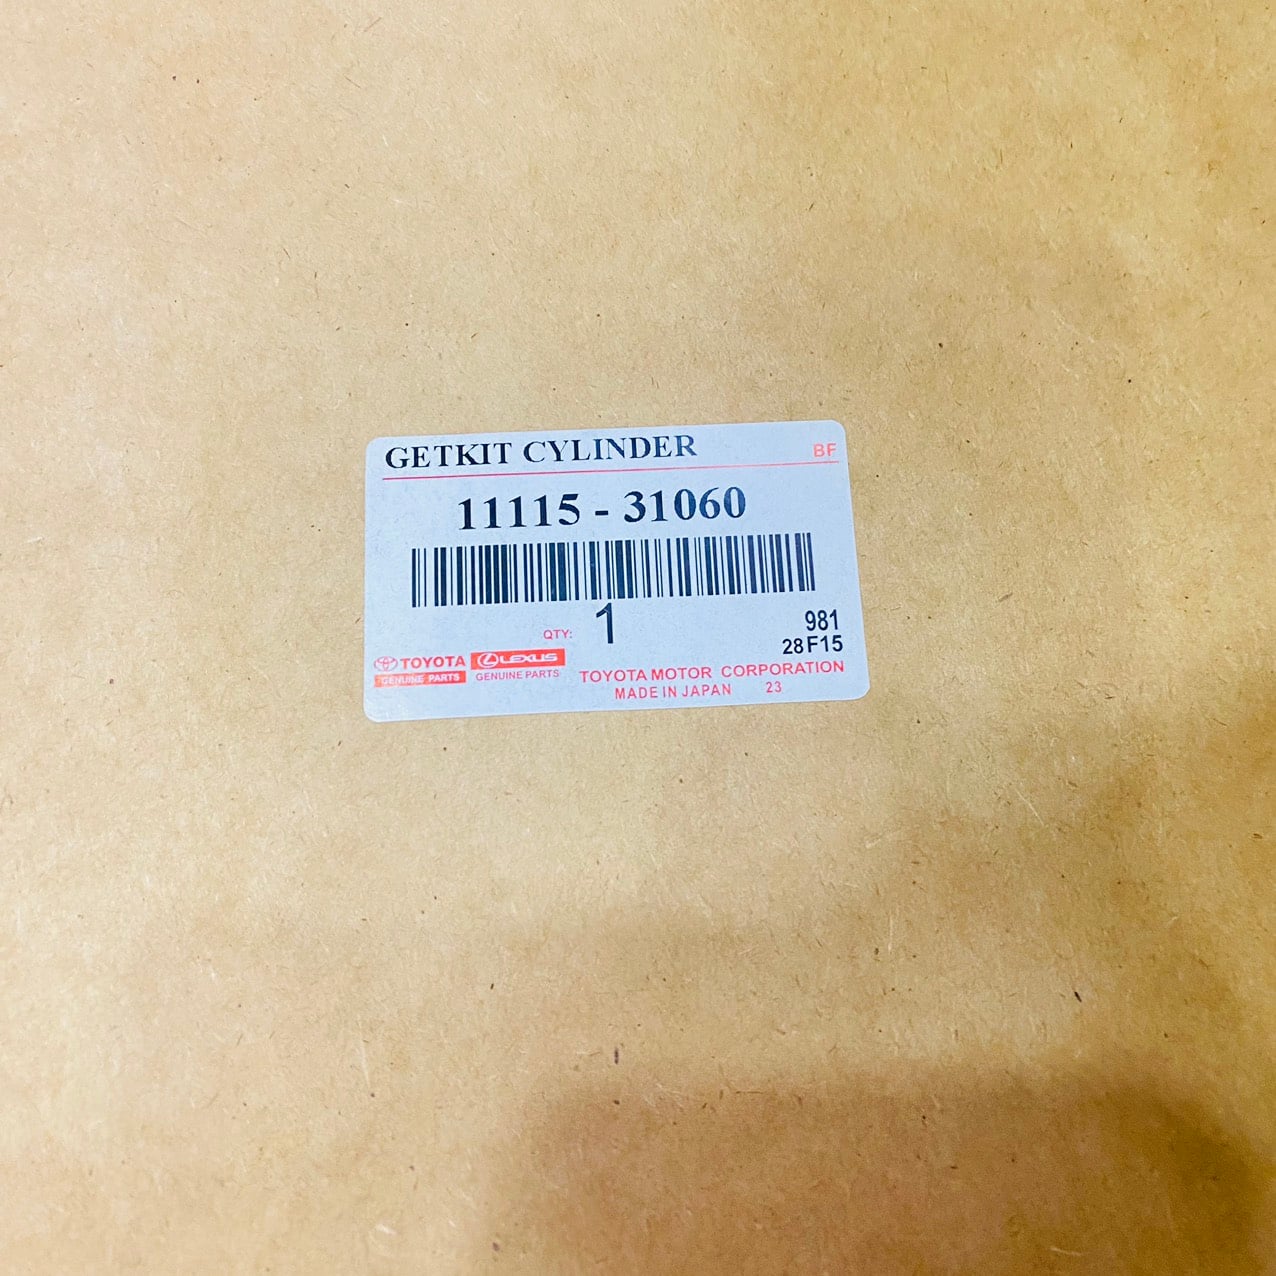 GETKIT CYLINDER BF
11115 - 31060
QTY: 1 981
28F15
TOYOTA LEXUS
GENUINE PARTS GENUINE PARTS
TOYOTA MOTOR CORPORATION
MADE IN JAPAN 23